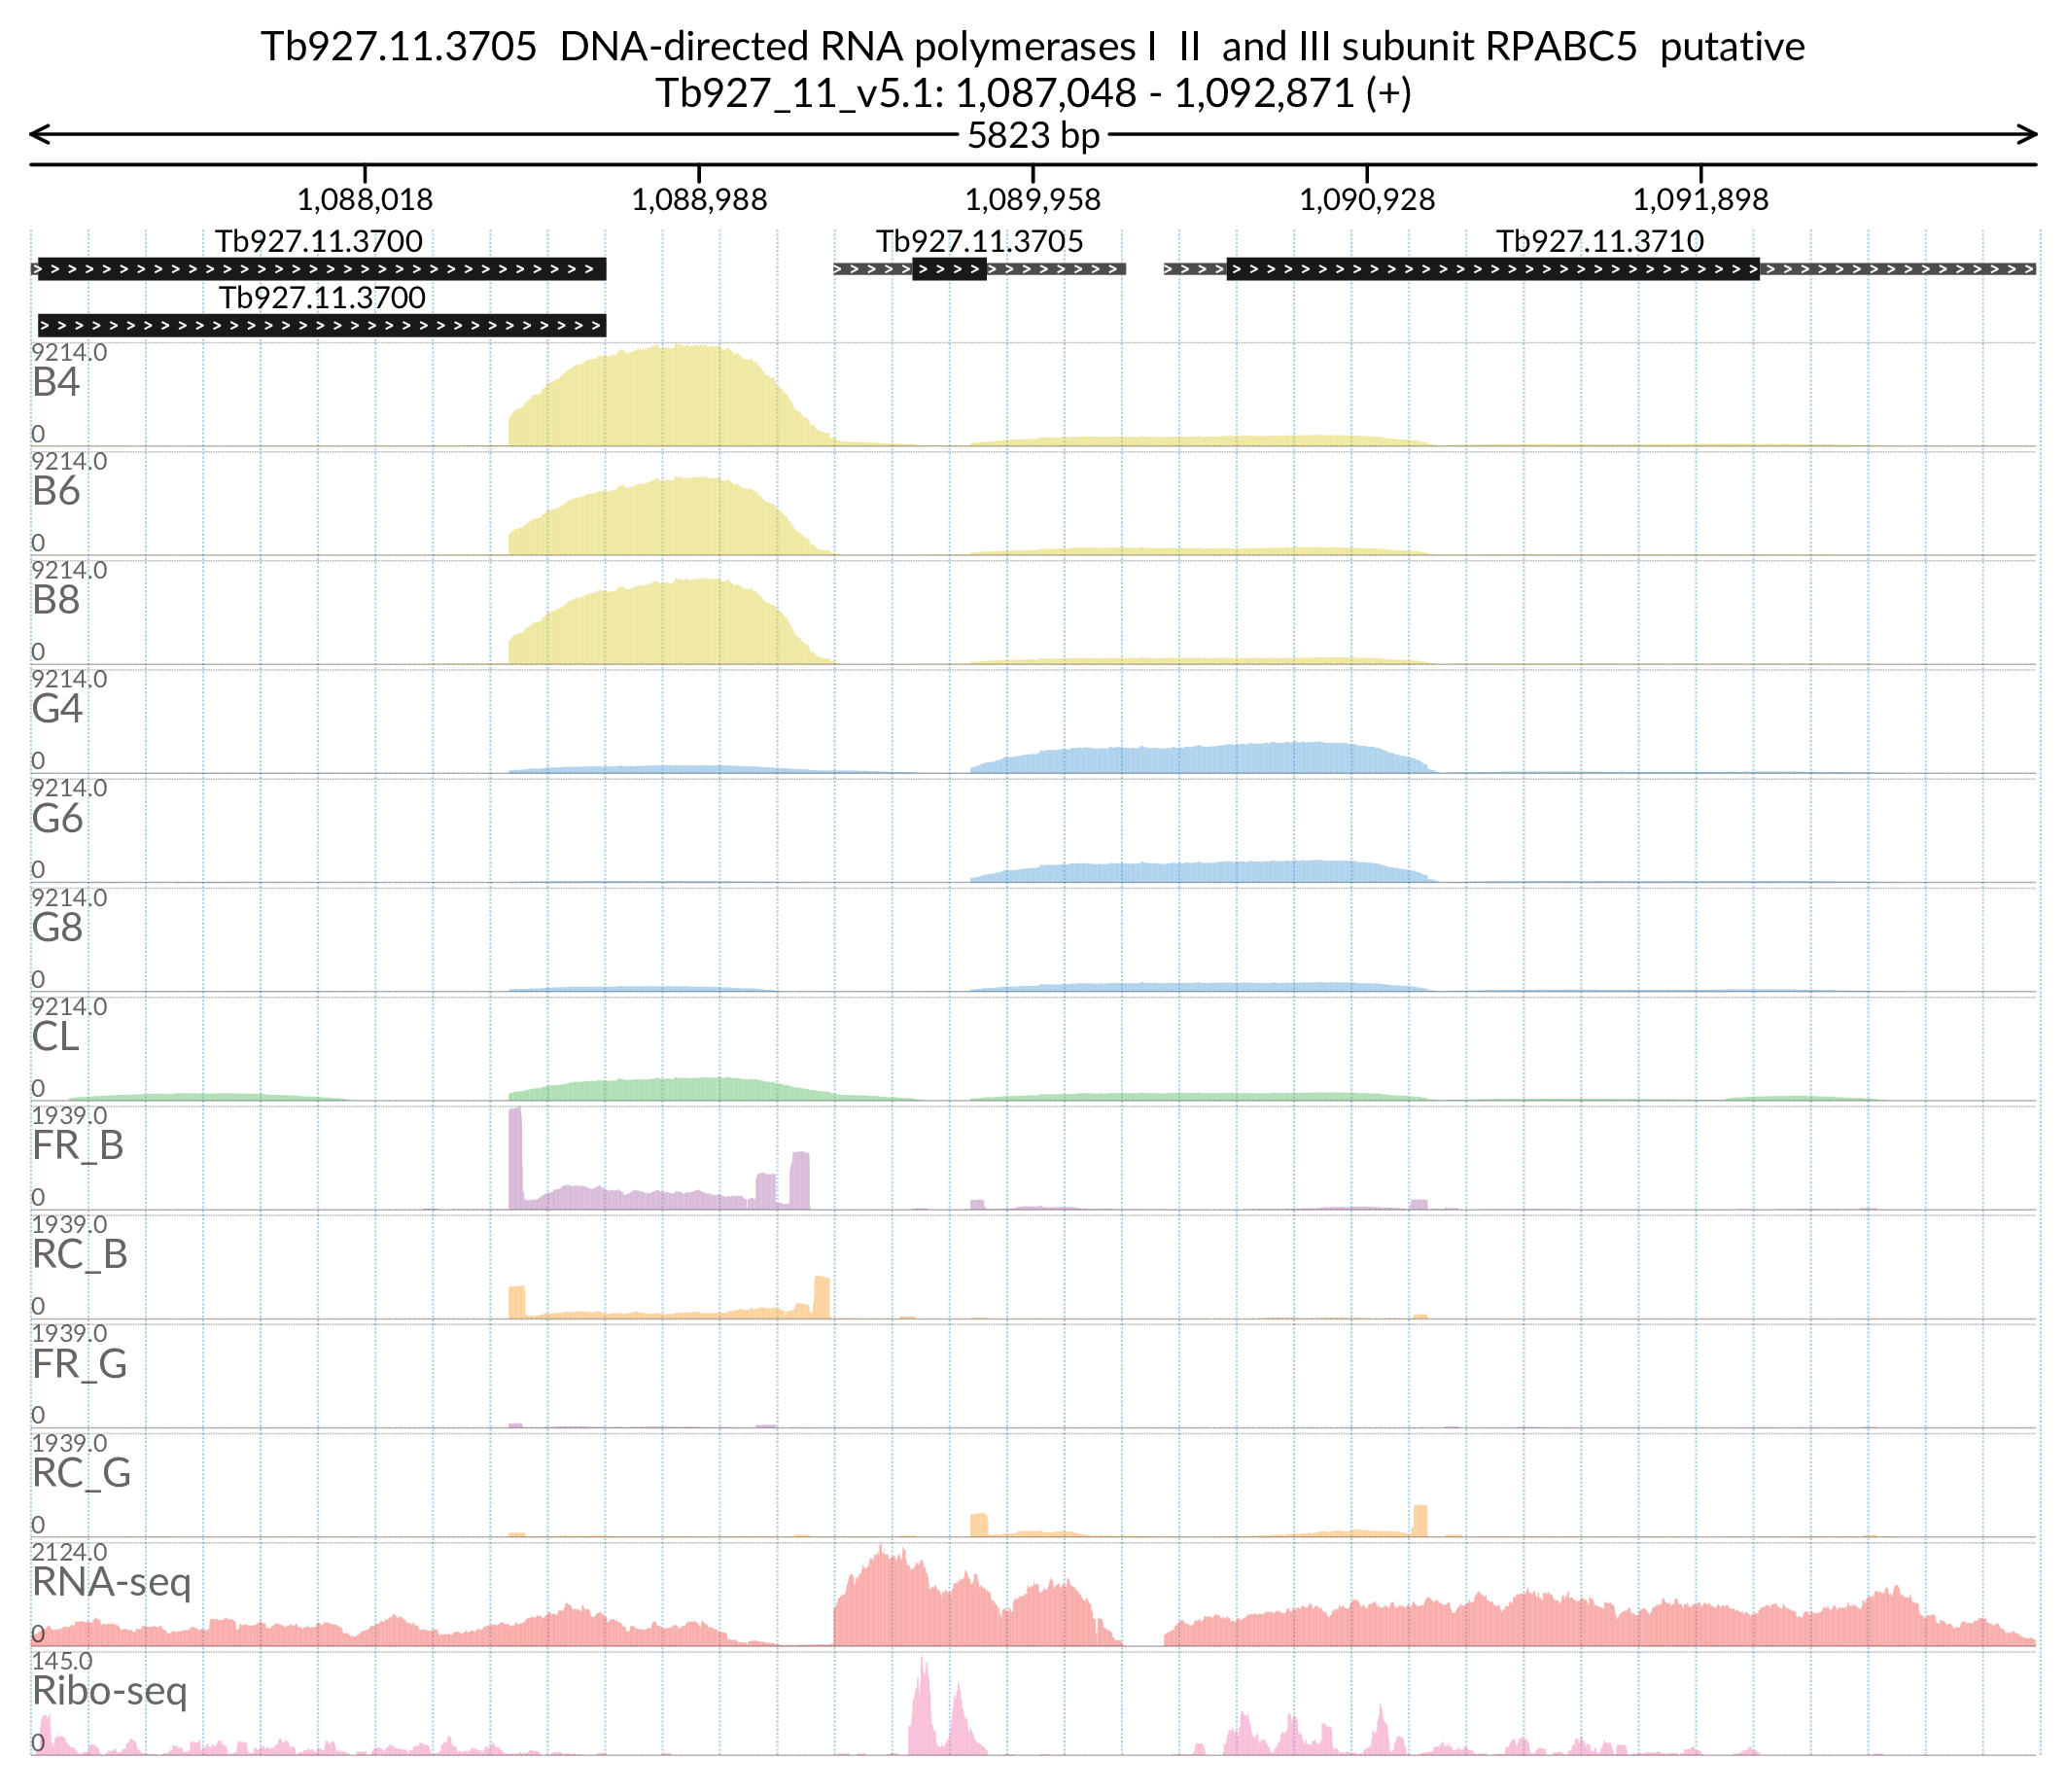 Tb927.11.3705  DNA-directed RNA polymerases I  II  and III subunit RPABC5  putative
Tb927_11_v5.1: 1,087,048 - 1,092,871 (+)
5823 bp
1,088,018 1,088,988 1,089,958 1,090,928 1,091,898
Tb927.11.3700 Tb927.11.3705 Tb927.11.3710
Tb927.11.3700
9214.0
B4
0
9214.0
B6
0
9214.0
B8
0
9214.0
G4
0
9214.0
G6
0
9214.0
G8
0
9214.0
CL
0
1939.0
FR_B
0
1939.0
RC_B
0
1939.0
FR_G
0
1939.0
RC_G
0
2124.0
RNA-seq
0
145.0
Ribo-seq
0